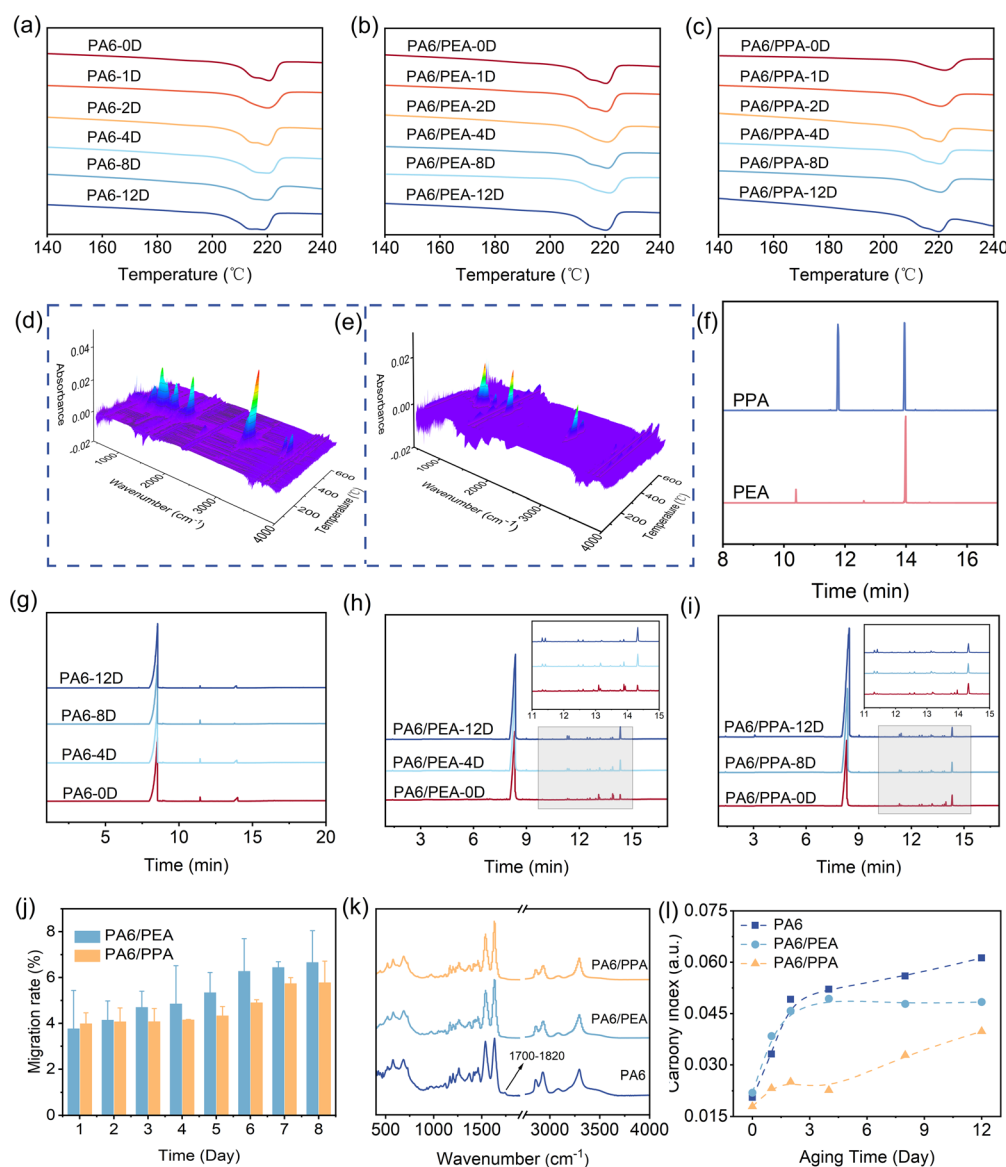 (a)
PA6-0D
PA6-1D
PA6-2D
PA6-4D
PA6-8D
PA6-12D
140 160 180 200 220 240
Temperature (℃)
(b)
PA6/PEA-0D
PA6/PEA-1D
PA6/PEA-2D
PA6/PEA-4D
PA6/PEA-8D
PA6/PEA-12D
140 160 180 200 220 240
Temperature (℃)
(c)
PA6/PPA-0D
PA6/PPA-1D
PA6/PPA-2D
PA6/PPA-4D
PA6/PPA-8D
PA6/PPA-12D
140 160 180 200 220 240
Temperature (℃)
(d)
Absorbance
0.04
0.02
0.00
-0.02
1000 2000 3000 4000
Wavenumber (cm⁻¹)
200 400 600
Temperature (℃)
(e)
Absorbance
0.02
0.00
-0.02
1000 2000 3000 4000
Wavenumber (cm⁻¹)
200 400 600
Temperature (℃)
(f)
PPA
PEA
8 10 12 14 16
Time (min)
(g)
PA6-12D
PA6-8D
PA6-4D
PA6-0D
5 10 15 20
Time (min)
(h)
11 12 13 14 15
PA6/PEA-12D
PA6/PEA-4D
PA6/PEA-0D
3 6 9 12 15
Time (min)
(i)
11 12 13 14 15
PA6/PPA-12D
PA6/PPA-8D
PA6/PPA-0D
3 6 9 12 15
Time (min)
(j)
PA6/PEA
PA6/PPA
Migration rate (%)
8
6
4
2
0
1 2 3 4 5 6 7 8
Time (Day)
(k)
PA6/PPA
PA6/PEA
1700-1820
PA6
500 1000 1500 3000 3500 4000
Wavenumber (cm⁻¹)
(l)
PA6
PA6/PEA
PA6/PPA
Carbony Index (a.u.)
0.075
0.060
0.045
0.030
0.015
0 3 6 9 12
Aging Time (Day)